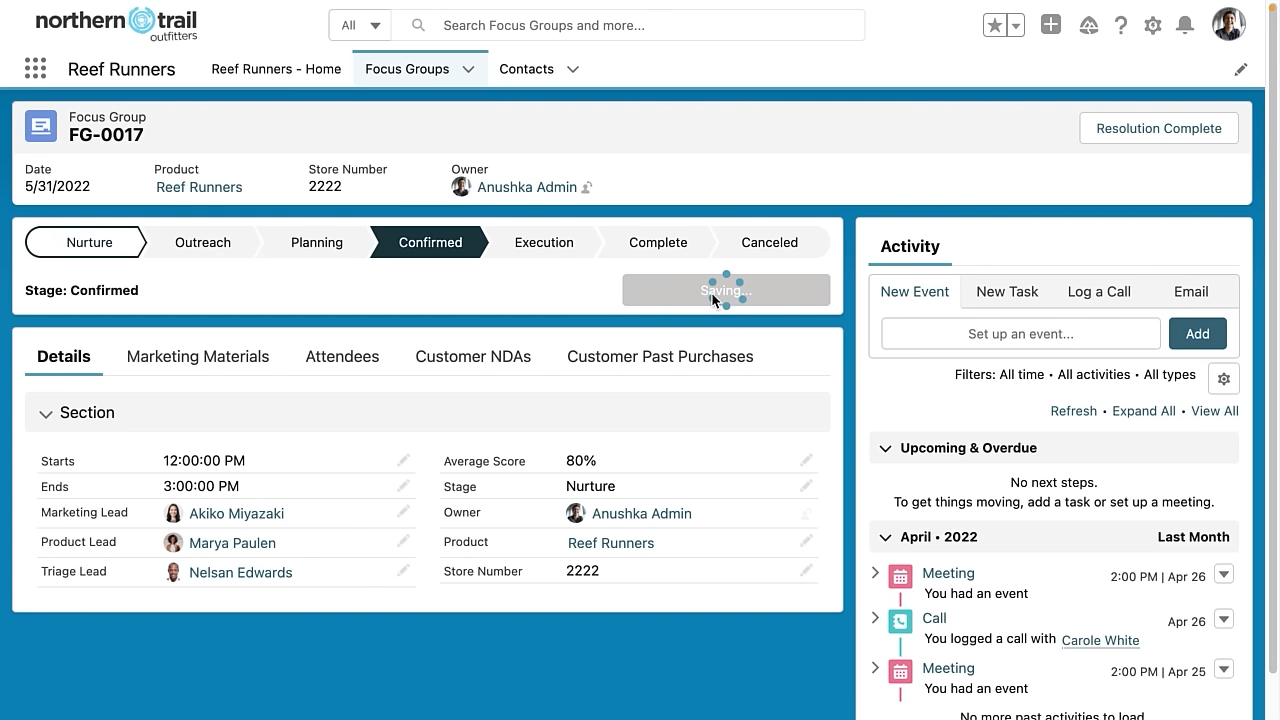 northern trail
outfitters
All
Search Focus Groups and more...
Reef Runners
Reef Runners - Home
Focus Groups
Contacts
Focus Group
FG-0017
Resolution Complete
Date
5/31/2022
Product
Reef Runners
Store Number
2222
Owner
Anushka Admin
Nurture
Outreach
Planning
Confirmed
Execution
Complete
Canceled
Stage: Confirmed
Saving...
Details
Marketing Materials
Attendees
Customer NDAs
Customer Past Purchases
Section
Starts
12:00:00 PM
Ends
3:00:00 PM
Marketing Lead
Akiko Miyazaki
Product Lead
Marya Paulen
Triage Lead
Nelsan Edwards
Average Score
80%
Stage
Nurture
Owner
Anushka Admin
Product
Reef Runners
Store Number
2222
Activity
New Event
New Task
Log a Call
Email
Set up an event...
Add
Filters: All time • All activities • All types
Refresh • Expand All • View All
Upcoming & Overdue
No next steps.
To get things moving, add a task or set up a meeting.
April • 2022
Last Month
Meeting
2:00 PM | Apr 26
You had an event
Call
Apr 26
You logged a call with Carole White
Meeting
2:00 PM | Apr 25
You had an event
No more past activities to load.